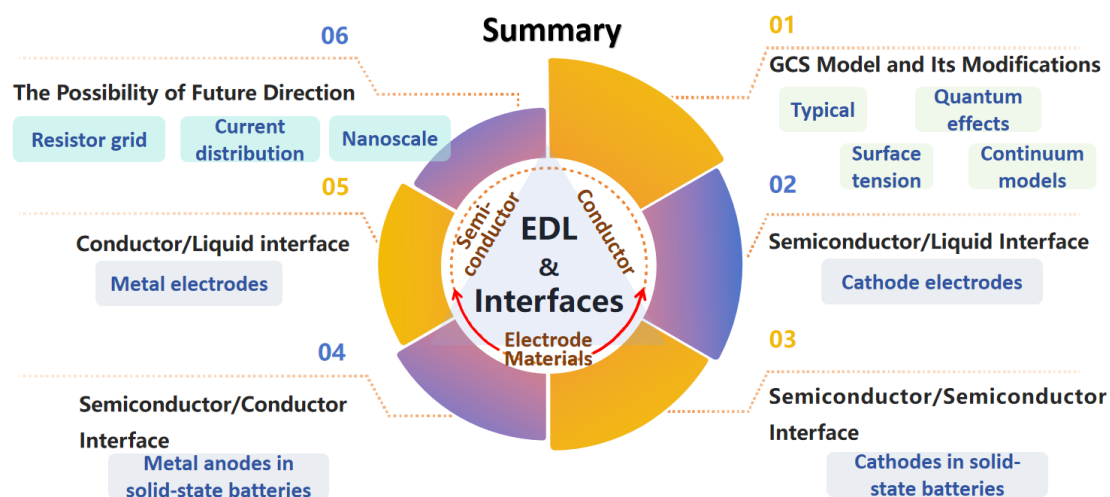 Summary
01
GCS Model and Its Modifications
Typical
Quantum
effects
Surface
tension
Continuum
models
02
Semiconductor/Liquid Interface
Cathode electrodes
03
Semiconductor/Semiconductor
Interface
Cathodes in solid-
state batteries
04
Semiconductor/Conductor
Interface
Metal anodes in
solid-state batteries
05
Conductor/Liquid interface
Metal electrodes
06
The Possibility of Future Direction
Resistor grid
Current
distribution
Nanoscale
Semi-
conductor
Conductor
EDL
&
Interfaces
Electrode
Materials